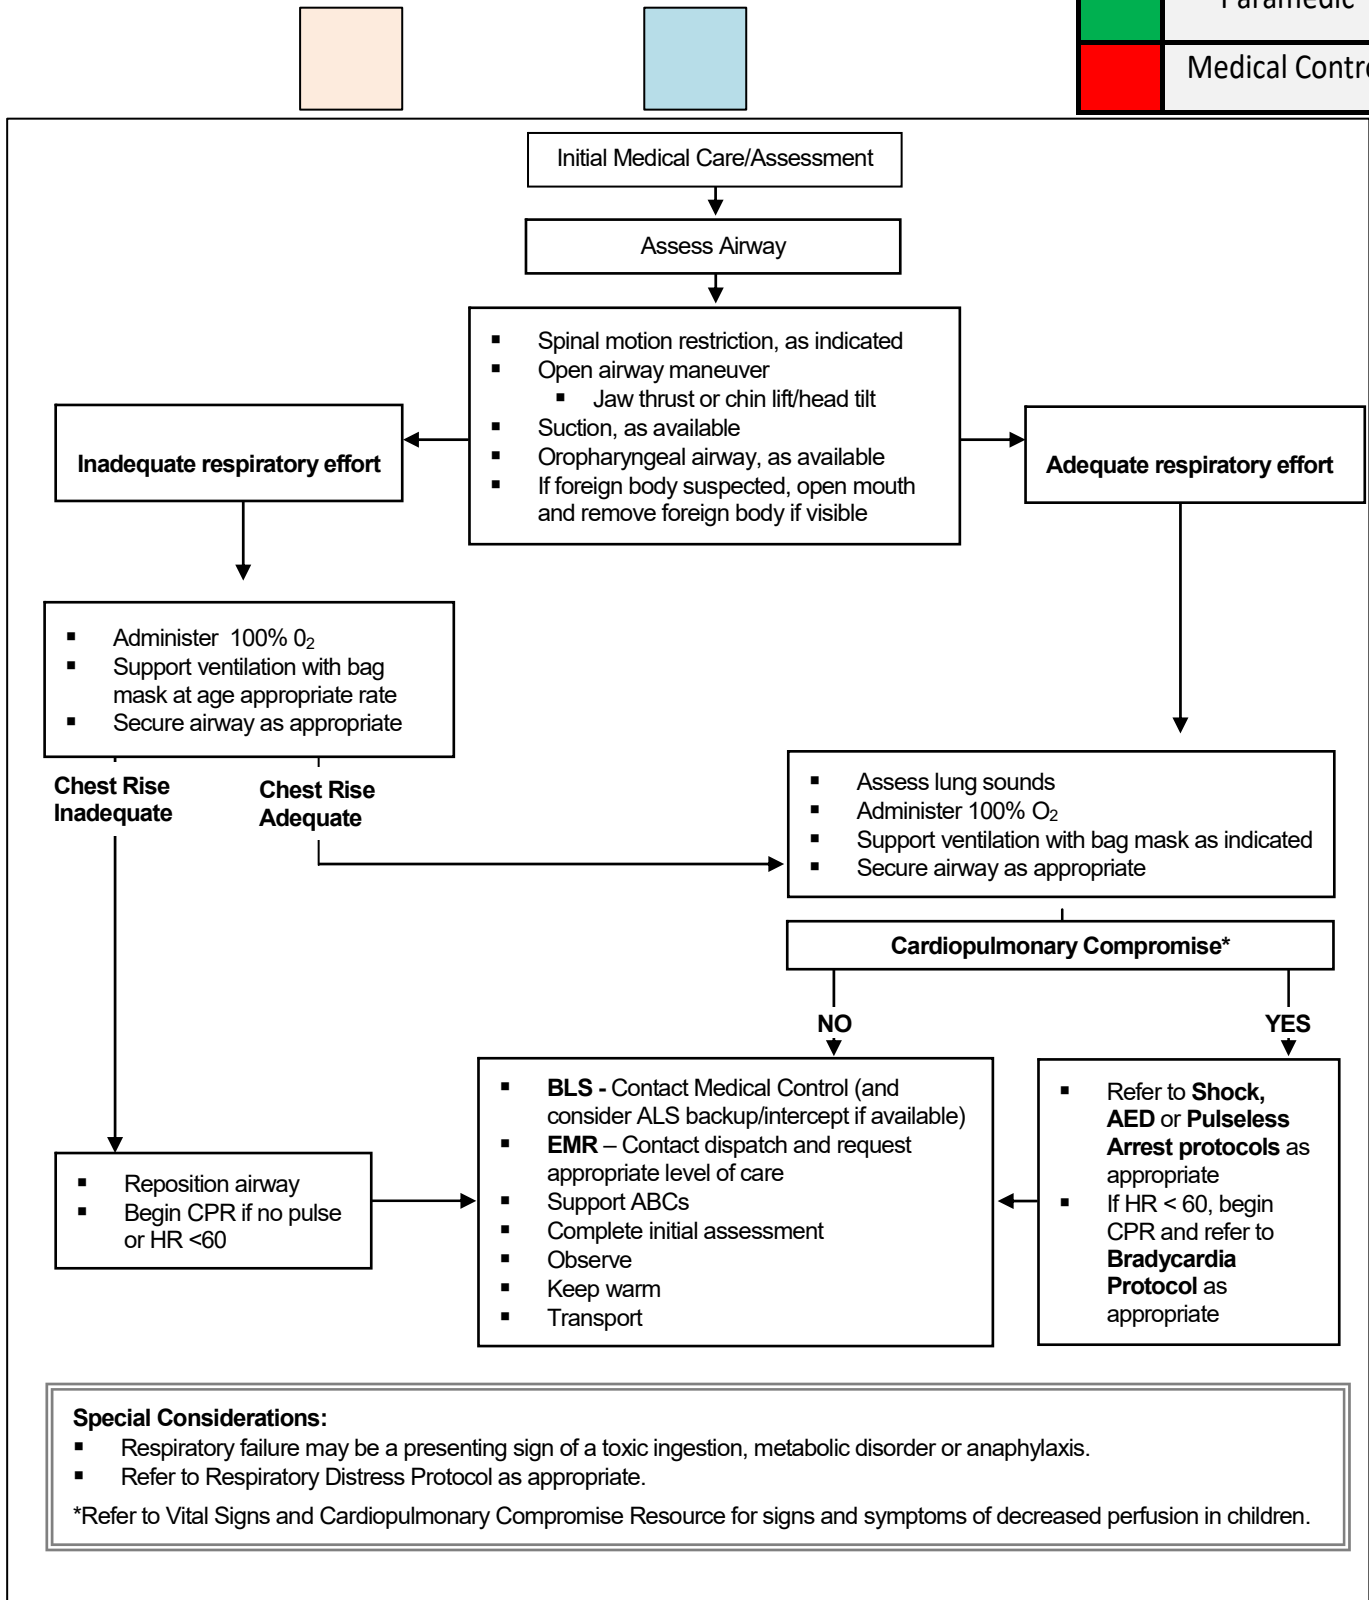 Paramedic
Medical Contro
Initial Medical Care/Assessment
Assess Airway
▪ Spinal motion restriction, as indicated
▪ Open airway maneuver
▪ Jaw thrust or chin lift/head tilt
▪ Suction, as available
▪ Oropharyngeal airway, as available
▪ If foreign body suspected, open mouth
and remove foreign body if visible
Inadequate respiratory effort
Adequate respiratory effort
▪ Administer 100% 0₂
▪ Support ventilation with bag
mask at age appropriate rate
▪ Secure airway as appropriate
Chest Rise
Inadequate
Chest Rise
Adequate
▪ Assess lung sounds
▪ Administer 100% O₂
▪ Support ventilation with bag mask as indicated
▪ Secure airway as appropriate
Cardiopulmonary Compromise*
NO
YES
▪ Reposition airway
▪ Begin CPR if no pulse
or HR <60
▪ BLS - Contact Medical Control (and
consider ALS backup/intercept if available)
▪ EMR – Contact dispatch and request
appropriate level of care
▪ Support ABCs
▪ Complete initial assessment
▪ Observe
▪ Keep warm
▪ Transport
▪ Refer to Shock,
AED or Pulseless
Arrest protocols as
appropriate
▪ If HR < 60, begin
CPR and refer to
Bradycardia
Protocol as
appropriate
Special Considerations:
▪ Respiratory failure may be a presenting sign of a toxic ingestion, metabolic disorder or anaphylaxis.
▪ Refer to Respiratory Distress Protocol as appropriate.
*Refer to Vital Signs and Cardiopulmonary Compromise Resource for signs and symptoms of decreased perfusion in children.